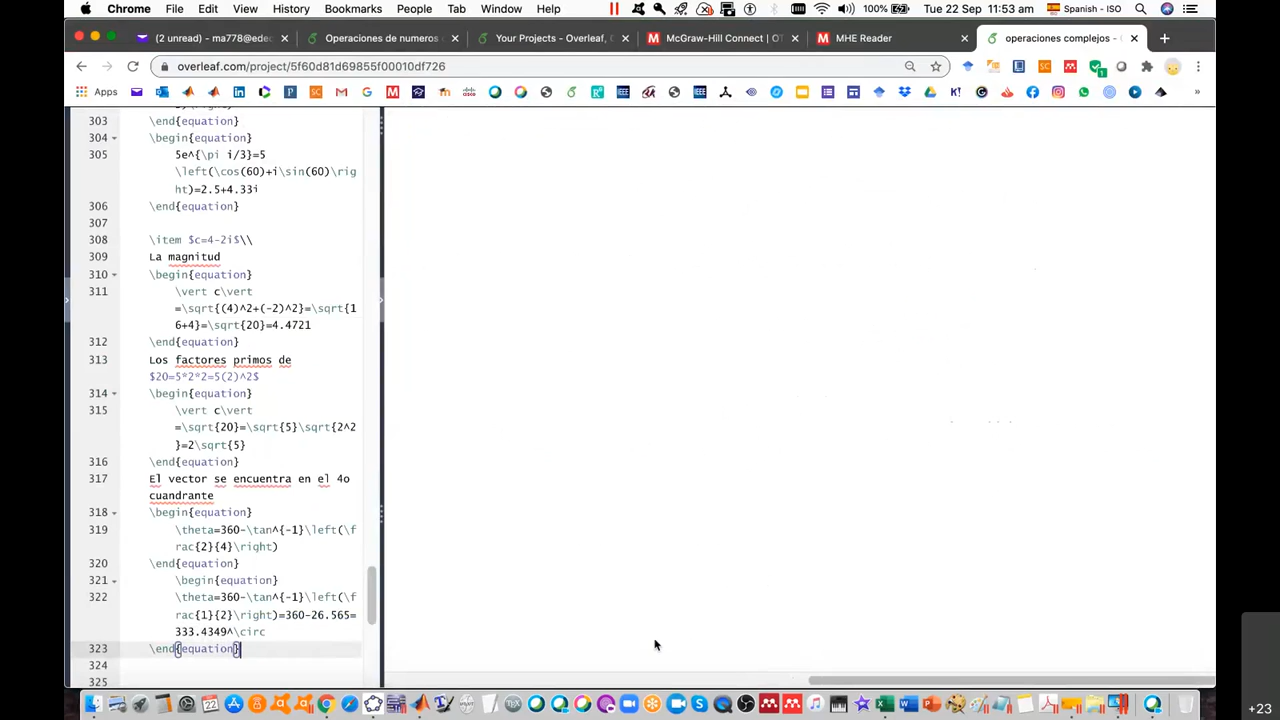 Chrome File Edit View History Bookmarks People Tab Window Help 100% Tue 22 Sep 11:53 am Spanish - ISO
(2 unread) - ma778@ede Operaciones de numeros c Your Projects - Overleaf, McGraw-Hill Connect | OT MHE Reader operaciones complejos -
overleaf.com/project/5f60d81d69855f00010df726
Apps
303 \end{equation}
304 \begin{equation}
305 5e^{\pi i/3}=5
\left(\cos(60)+i\sin(60)\rig
ht)=2.5+4.33i
306 \end{equation}
307
308 \item $c=4-2i$\\
309 La magnitud
310 \begin{equation}
311 \vert c\vert
=\sqrt{(4)^2+(-2)^2}=\sqrt{1
6+4}=\sqrt{20}=4.4721
312 \end{equation}
313 Los factores primos de
$20=5*2*2=5(2)^2$
314 \begin{equation}
315 \vert c\vert
=\sqrt{20}=\sqrt{5}\sqrt{2^2
}=2\sqrt{5}
316 \end{equation}
317 El vector se encuentra en el 4o
cuandrante
318 \begin{equation}
319 \theta=360-\tan^{-1}\left(\f
rac{2}{4}\right)
320 \end{equation}
321 \begin{equation}
322 \theta=360-\tan^{-1}\left(\f
rac{1}{2}\right)=360-26.565=
333.4349^\circ
323 \end{equation}
324
325
+23